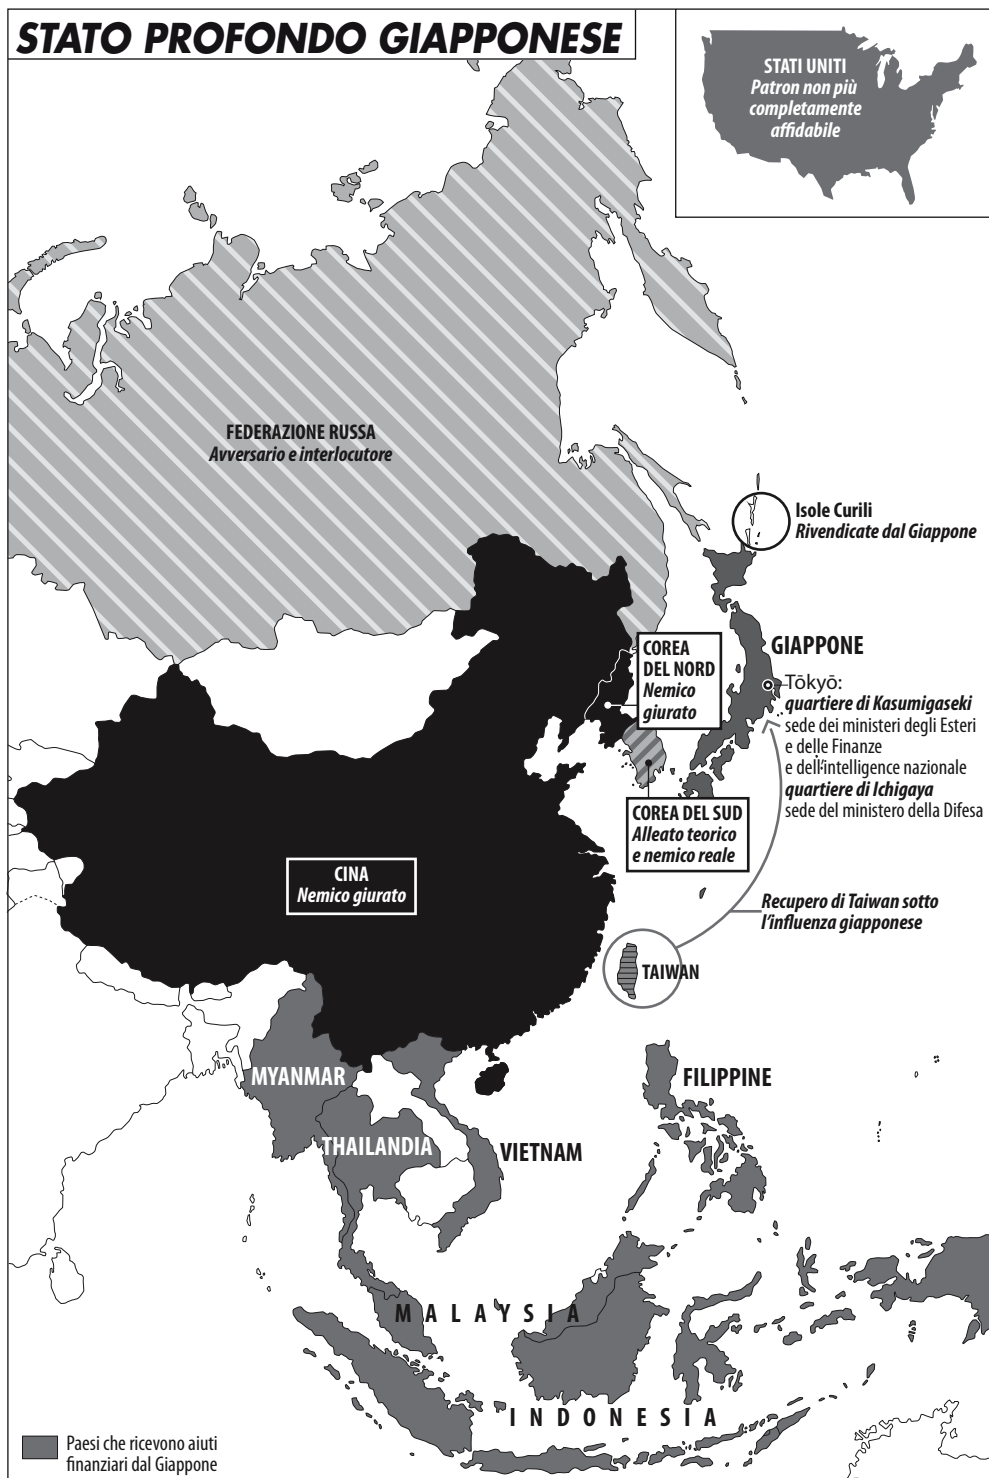 STATO PROFONDO GIAPPONESE
STATI UNITI
Patron non più
completamente
affidabile
FEDERAZIONE RUSSA
Avversario e interlocutore
Isole Curili
Rivendicate dal Giappone
COREA
DEL NORD
Nemico
giurato
GIAPPONE
Tōkyō:
quartiere di Kasumigaseki
sede dei ministeri degli Esteri
e delle Finanze
e dell'intelligence nazionale
quartiere di Ichigaya
sede del ministero della Difesa
COREA DEL SUD
Alleato teorico
e nemico reale
CINA
Nemico giurato
Recupero di Taiwan sotto
l'influenza giapponese
TAIWAN
MYANMAR
FILIPPINE
THAILANDIA
VIETNAM
MALAYSIA
INDONESIA
Paesi che ricevono aiuti
finanziari dal Giappone